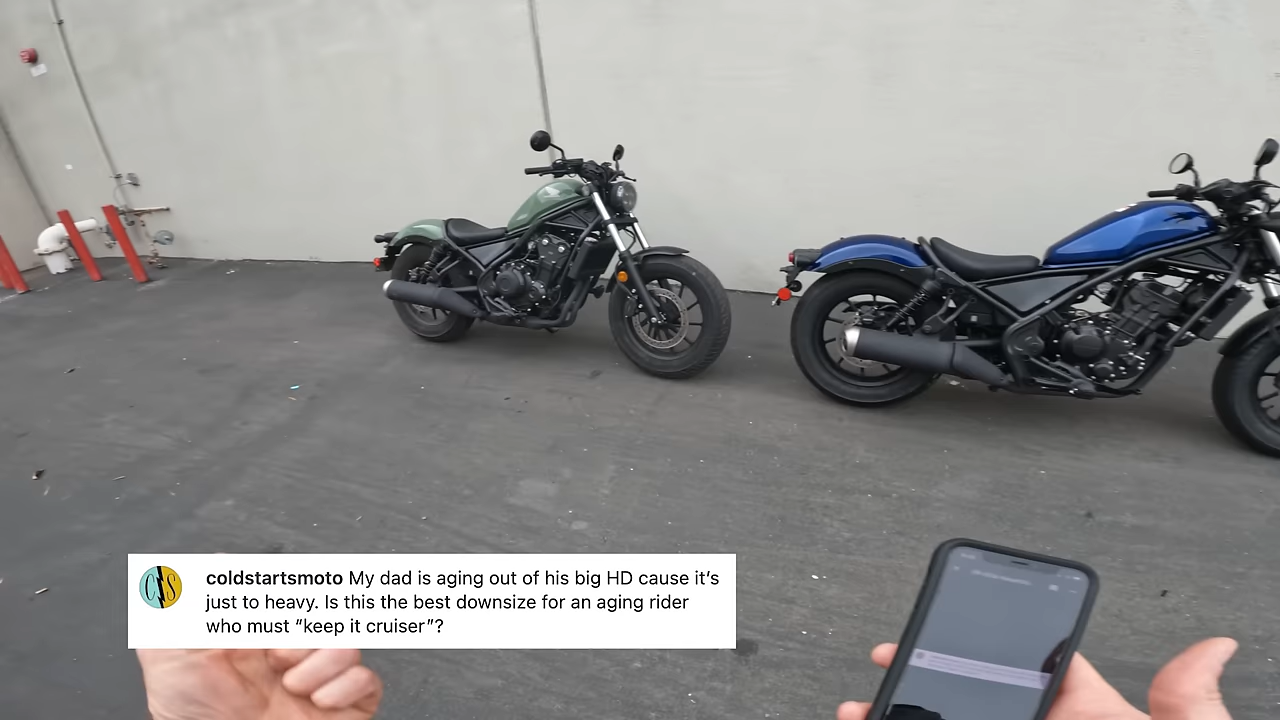 coldstartsmoto My dad is aging out of his big HD cause it’s
just to heavy. Is this the best downsize for an aging rider
who must “keep it cruiser”?
CS